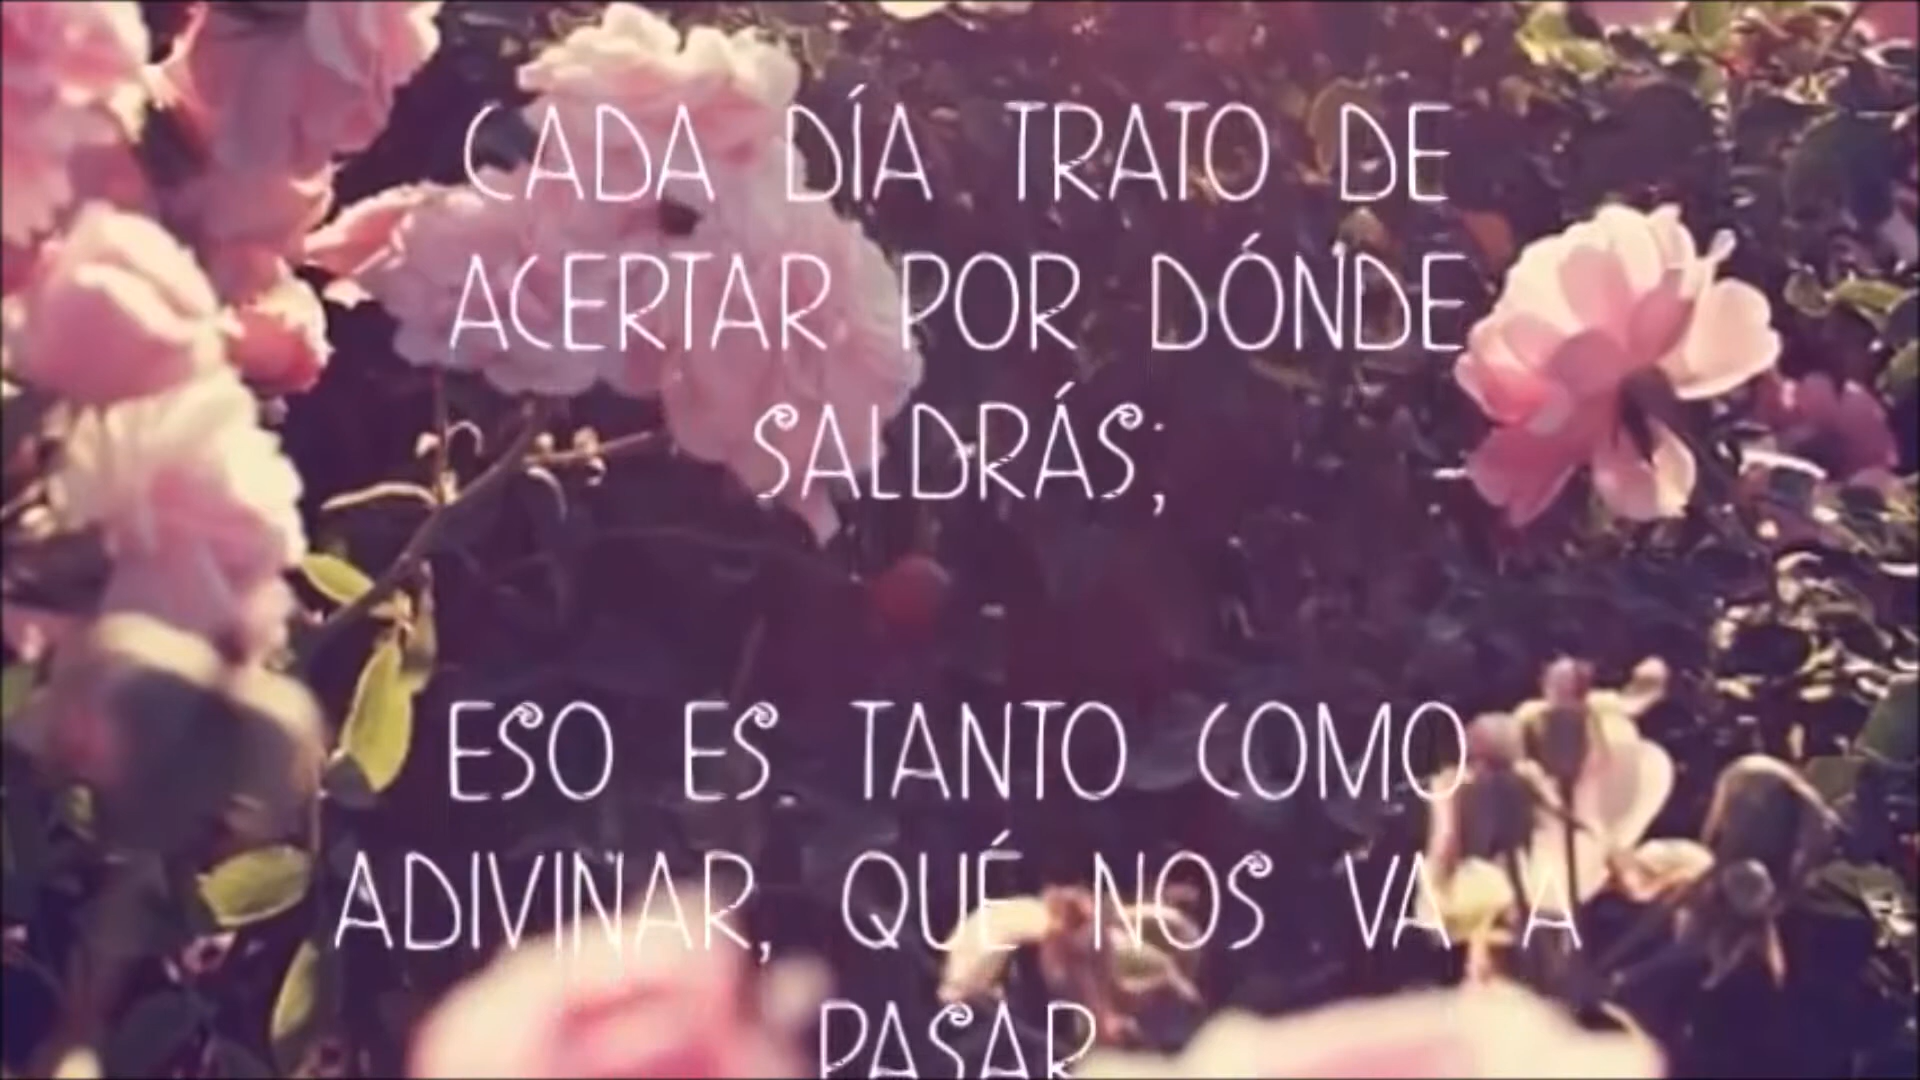 CADA DÍA TRATO DE
ACERTAR POR DÓNDE
SALDRÁS;
ESO ES TANTO COMO
ADIVINAR, QUÉ NOS VA A
PASAR